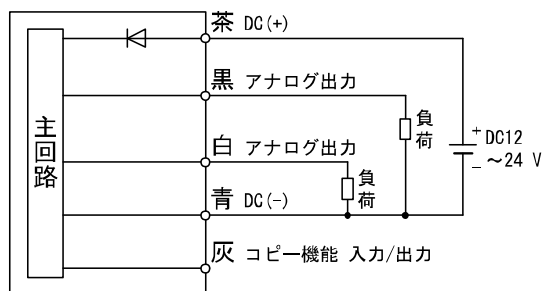 茶 DC(+)
黒 アナログ出力
白 アナログ出力
青 DC(-)
灰 コピー機能 入力/出力
主回路
負荷
負荷
+
DC12
～24 V
-